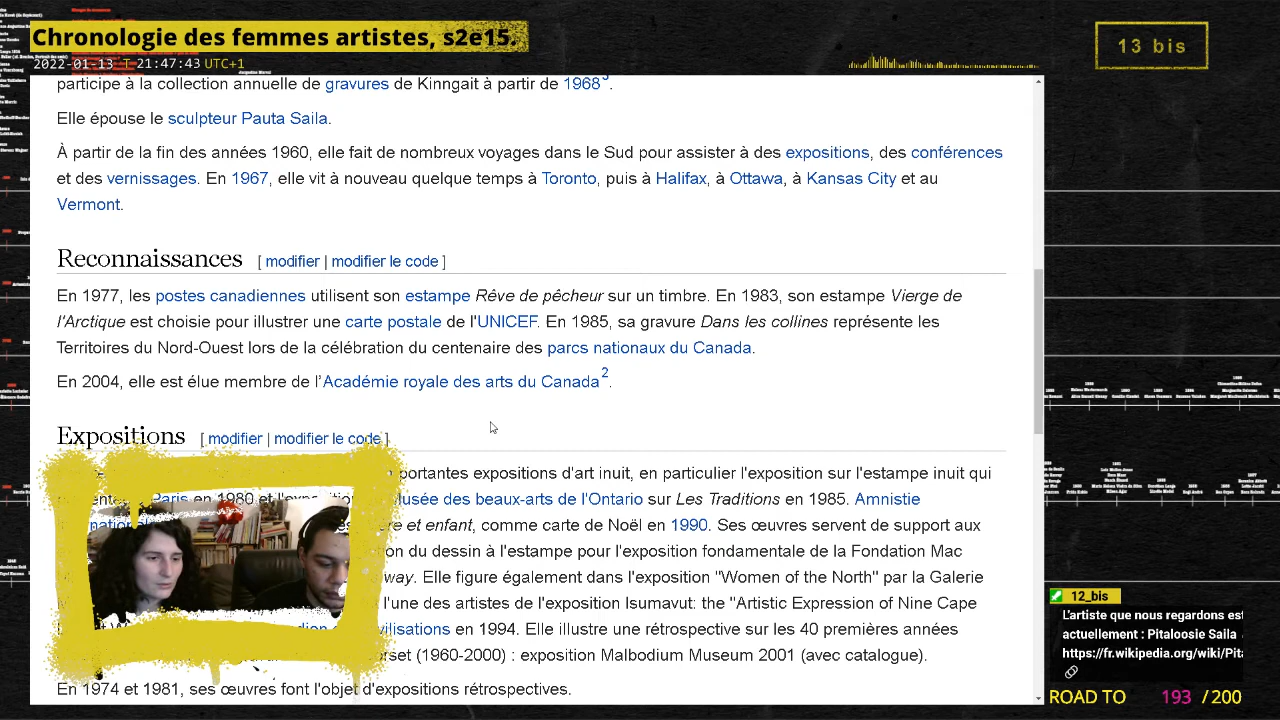 Chronologie des femmes artistes, s2e15
2022-01-13 T 21:47:43 UTC+1
13 bis
participe à la collection annuelle de gravures de Kinngait à partir de 1968³.
Elle épouse le sculpteur Pauta Saila.
À partir de la fin des années 1960, elle fait de nombreux voyages dans le Sud pour assister à des expositions, des conférences
et des vernissages. En 1967, elle vit à nouveau quelque temps à Toronto, puis à Halifax, à Ottawa, à Kansas City et au
Vermont.
Reconnaissances [ modifier | modifier le code ]
En 1977, les postes canadiennes utilisent son estampe Rêve de pêcheur sur un timbre. En 1983, son estampe Vierge de
l'Arctique est choisie pour illustrer une carte postale de l'UNICEF. En 1985, sa gravure Dans les collines représente les
Territoires du Nord-Ouest lors de la célébration du centenaire des parcs nationaux du Canada.
En 2004, elle est élue membre de l'Académie royale des arts du Canada².
Expositions [ modifier | modifier le code ]
portantes expositions d'art inuit, en particulier l'exposition sur l'estampe inuit qui
Paris en 1980 et l'exposition usée des beaux-arts de l'Ontario sur Les Traditions en 1985. Amnistie
re et enfant, comme carte de Noël en 1990. Ses œuvres servent de support aux
on du dessin à l'estampe pour l'exposition fondamentale de la Fondation Mac
way. Elle figure également dans l'exposition "Women of the North" par la Galerie
l'une des artistes de l'exposition Isumavut: the "Artistic Expression of Nine Cape
ilisations en 1994. Elle illustre une rétrospective sur les 40 premières années
rset (1960-2000) : exposition Malbodium Museum 2001 (avec catalogue).
En 1974 et 1981, ses œuvres font l'objet d'expositions rétrospectives.
12_bis
L'artiste que nous regardons est
actuellement : Pitaloosie Saila
https://fr.wikipedia.org/wiki/Pit
ROAD TO 193 / 200